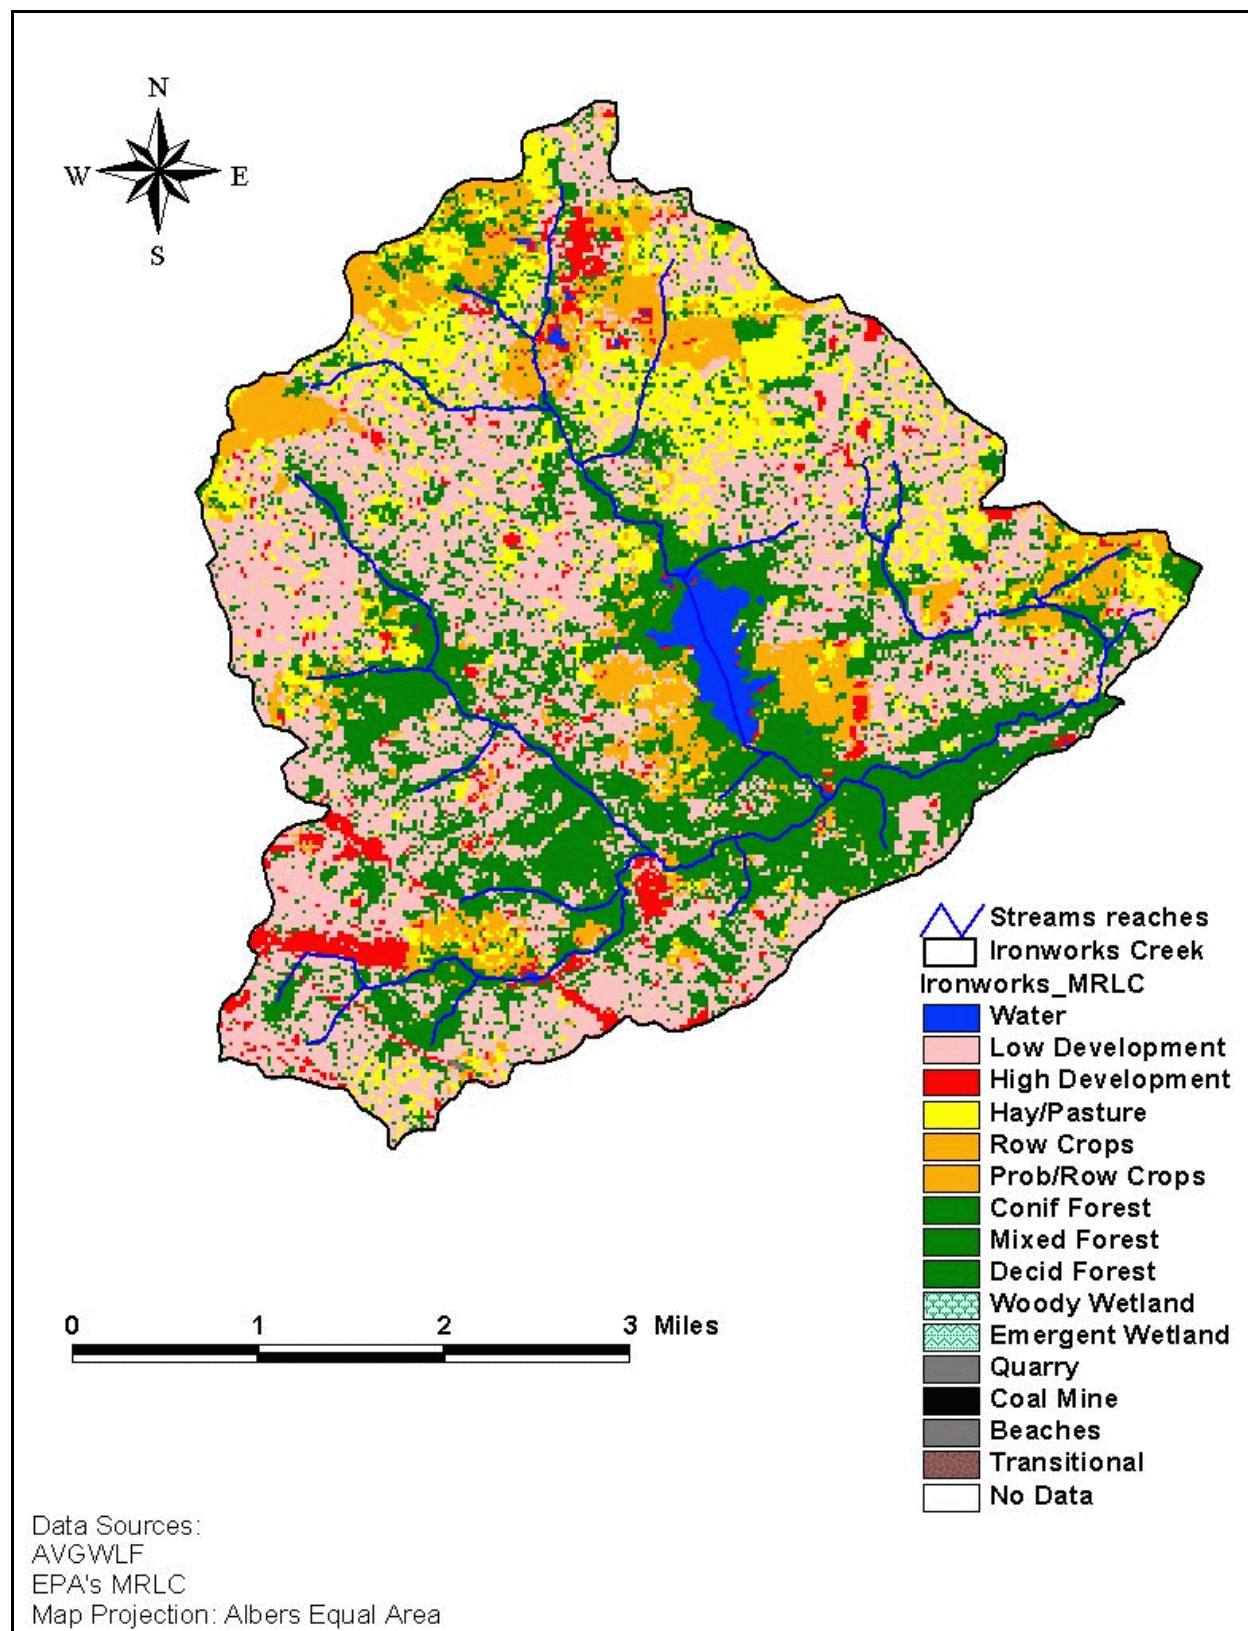 N
W E
S
Streams reaches
Ironworks Creek
Ironworks_MRLC
Water
Low Development
High Development
Hay/Pasture
Row Crops
Prob/Row Crops
Conif Forest
Mixed Forest
Decid Forest
Woody Wetland
Emergent Wetland
Quarry
Coal Mine
Beaches
Transitional
No Data
0 1 2 3 Miles
Data Sources:
AVGWLF
EPA's MRLC
Map Projection: Albers Equal Area